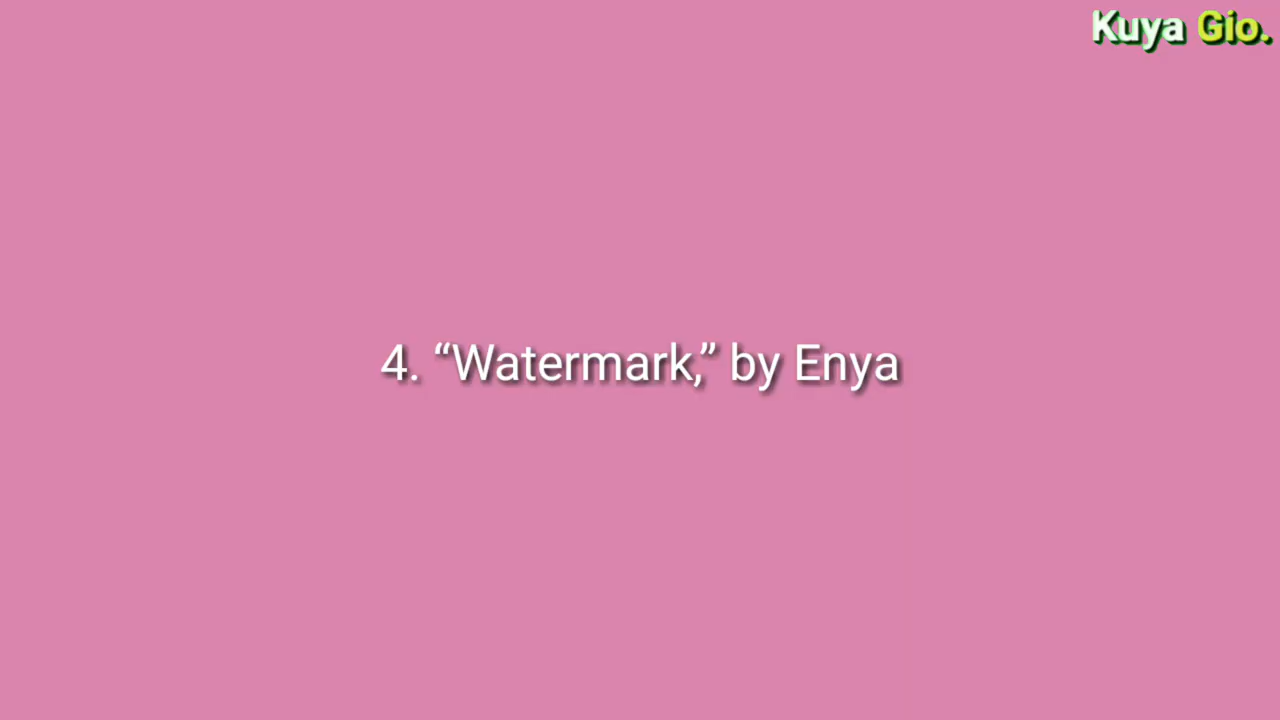 Kuya Gio.
4. “Watermark,” by Enya